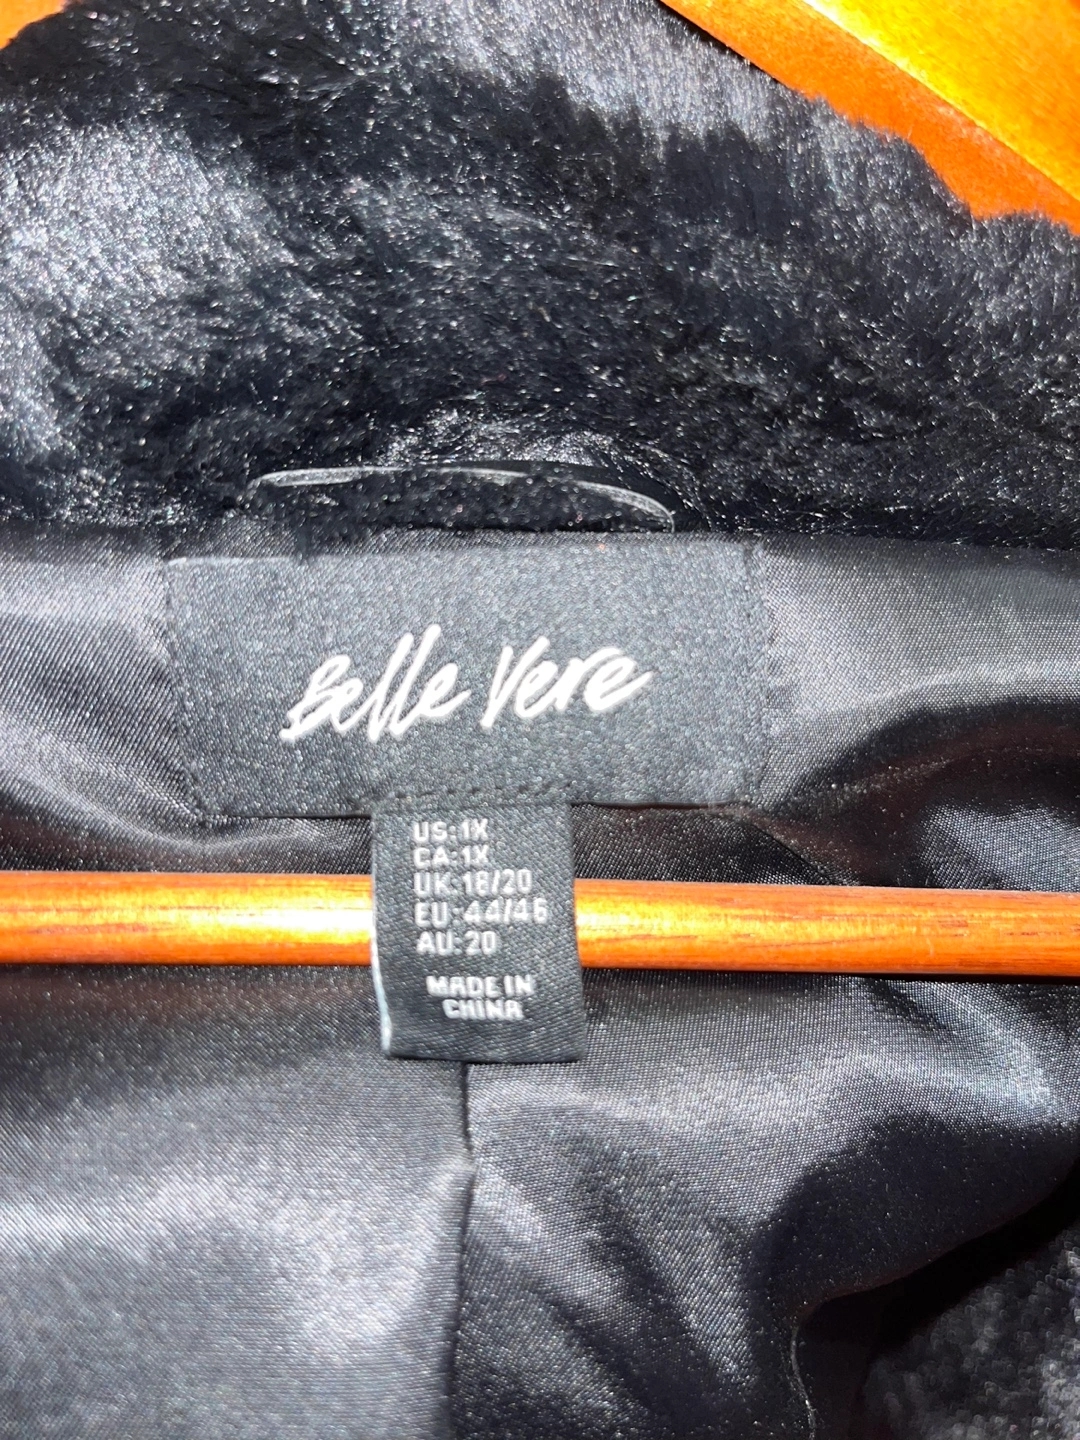 Belle Vere
US:1X
CA:1X
UK:18/20
EU:44/46
AU:20
MADE IN
CHINA